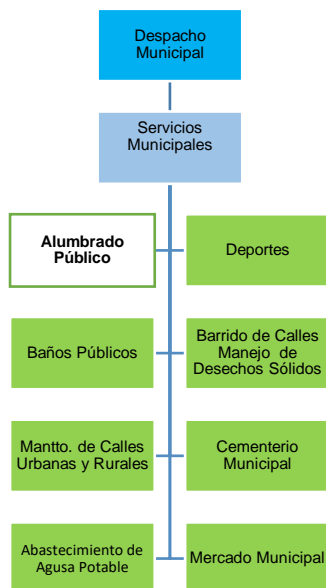 Despacho
Municipal
Servicios
Municipales
Alumbrado
Público
Deportes
Baños Públicos
Barrido de Calles
Manejo de
Desechos Sólidos
Mantto. de Calles
Urbanas y Rurales
Cementerio
Municipal
Abastecimiento de
Agusa Potable
Mercado Municipal